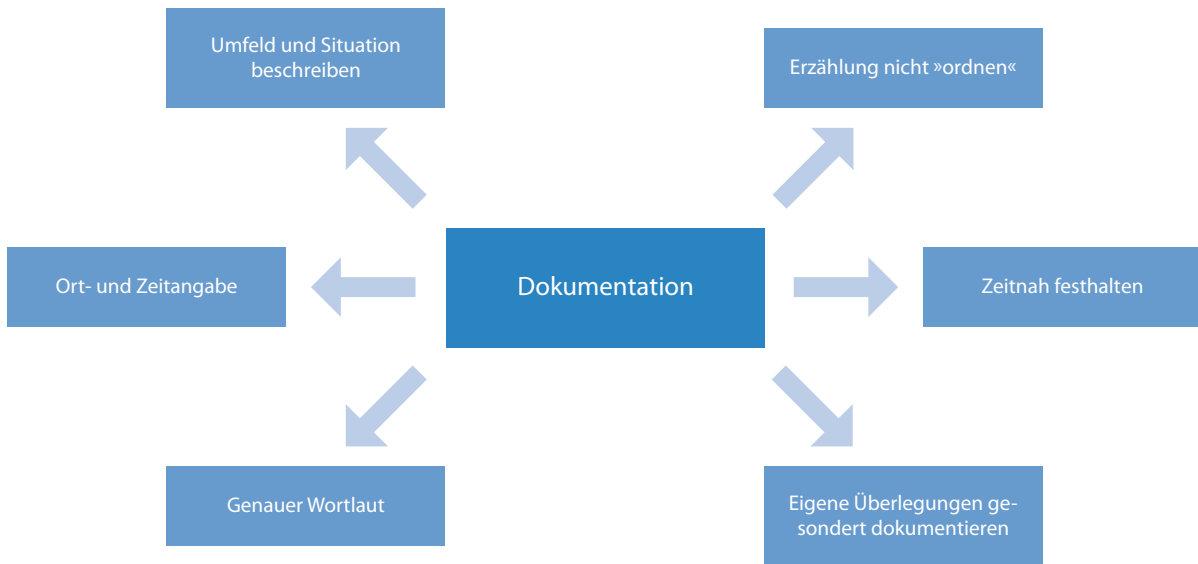 Umfeld und Situation
beschreiben
Erzählung nicht »ordnen«
Ort- und Zeitangabe
Dokumentation
Zeitnah festhalten
Genauer Wortlaut
Eigene Überlegungen ge-
sondert dokumentieren